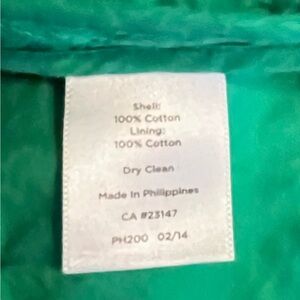 Shell:
100% Cotton
Lining:
100% Cotton
Dry Clean
Made In Philippines
CA #23147
PH200 02/14